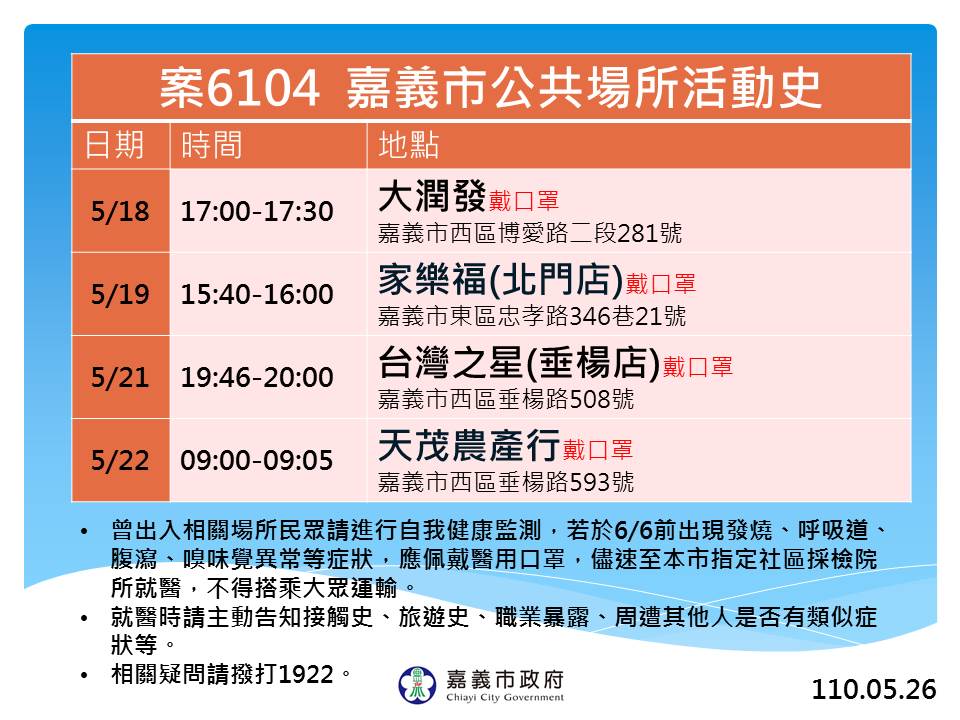 案6104 嘉義市公共場所活動史
日期 時間 地點
5/18 17:00-17:30 大潤發戴口罩
嘉義市西區博愛路二段281號
5/19 15:40-16:00 家樂福(北門店)戴口罩
嘉義市東區忠孝路346巷21號
5/21 19:46-20:00 台灣之星(垂楊店)戴口罩
嘉義市西區垂楊路508號
5/22 09:00-09:05 天茂農產行戴口罩
嘉義市西區垂楊路593號
• 曾出入相關場所民眾請進行自我健康監測，若於6/6前出現發燒、呼吸道、
腹瀉、嗅味覺異常等症狀，應佩戴醫用口罩，儘速至本市指定社區採檢院
所就醫，不得搭乘大眾運輸。
• 就醫時請主動告知接觸史、旅遊史、職業暴露、周遭其他人是否有類似症
狀等。
• 相關疑問請撥打1922。
嘉義市政府
Chiayi City Government
110.05.26